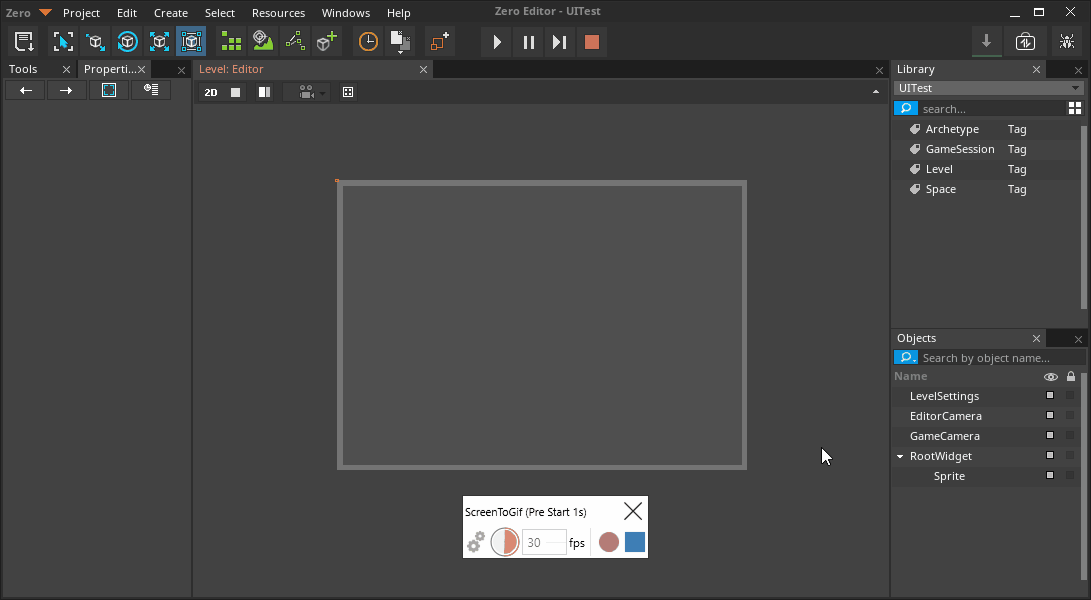 Zero Project Edit Create Select Resources Windows Help Zero Editor - UITest
Tools Properti... Level: Editor Library
2D
UITest
search...
Archetype Tag
GameSession Tag
Level Tag
Space Tag
Objects
Search by object name...
Name
LevelSettings
EditorCamera
GameCamera
RootWidget
Sprite
ScreenToGif (Pre Start 1s)
30 fps